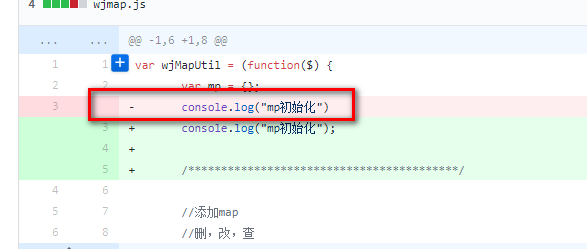 4 wjmap.js
... ... @@ -1,6 +1,8 @@
1 1 + var wjMapUtil = (function($) {
2 2 var mp = {};
3 - console.log("mp初始化")
3 + console.log("mp初始化");
4 +
5 + /*****************************************/
4 6
5 7 //添加map
6 8 //删，改，查